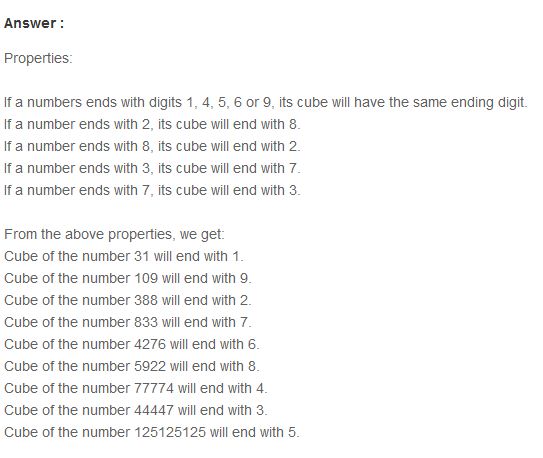 Answer :
Properties:
If a numbers ends with digits 1, 4, 5, 6 or 9, its cube will have the same ending digit.
If a number ends with 2, its cube will end with 8.
If a number ends with 8, its cube will end with 2.
If a number ends with 3, its cube will end with 7.
If a number ends with 7, its cube will end with 3.
From the above properties, we get:
Cube of the number 31 will end with 1.
Cube of the number 109 will end with 9.
Cube of the number 388 will end with 2.
Cube of the number 833 will end with 7.
Cube of the number 4276 will end with 6.
Cube of the number 5922 will end with 8.
Cube of the number 77774 will end with 4.
Cube of the number 44447 will end with 3.
Cube of the number 125125125 will end with 5.